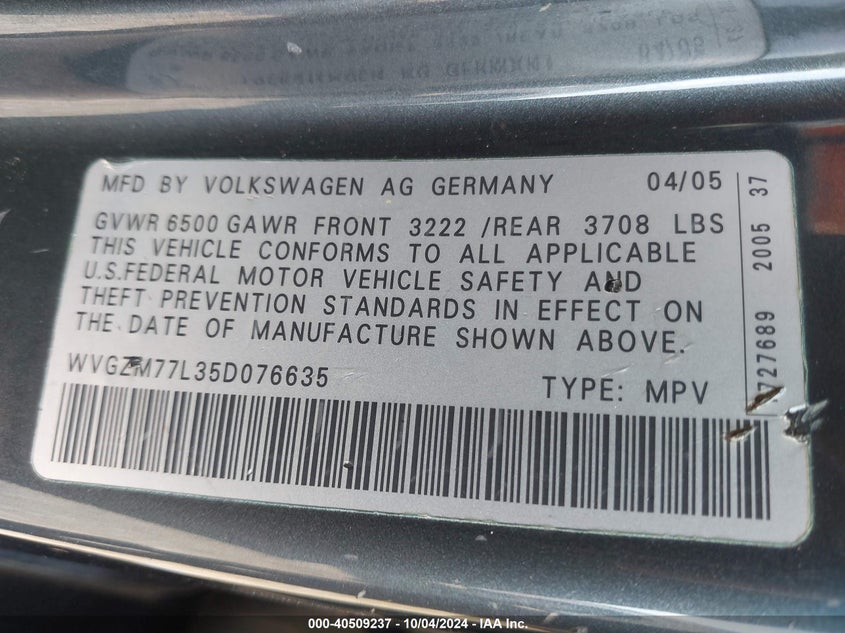 MFD BY VOLKSWAGEN AG GERMANY 04/05
GVWR 6500 GAWR FRONT 3222 /REAR 3708 LBS
THIS VEHICLE CONFORMS TO ALL APPLICABLE
U.S.FEDERAL MOTOR VEHICLE SAFETY AND
THEFT PREVENTION STANDARDS IN EFFECT ON
THE DATE OF MANUFACTURE SHOWN ABOVE.
WVGZM77L35D076635 TYPE: MPV
727689 2005 37
000-40509237 - 10/04/2024 - IAA Inc.